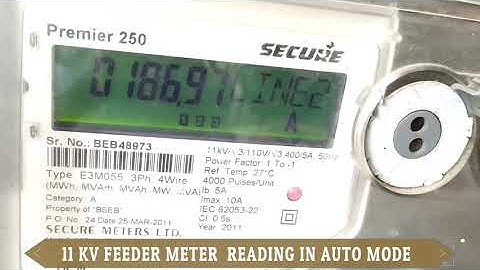 Premier 250
SECURE
0186.97 LINE2
090 A
Sr. No.: BEB48973
Type E3M055 3Ph 4Wire
(MWh, MVArh, MVAh, MW,
Category: A
Property of "BSEB"
P.O No. 24 Date 25-MAR-2011
SECURE METERS LTD.
11kV/√3/110V/√3,400/5A, 50Hz
Power Factor 1 To -1
Ref Temp 27°C
4000 Pulses/Unit
Ib 5A
Imax 10A
IEC 62053-22
Cl 0.5s
Year 2011
11 KV FEEDER METER READING IN AUTO MODE